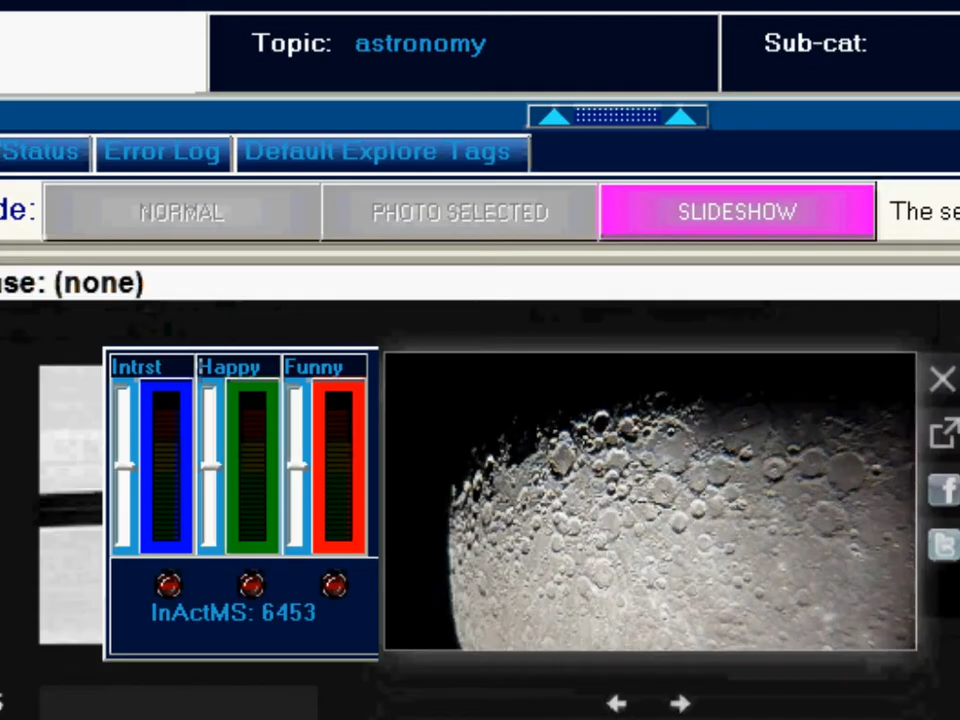 Topic: astronomy
Sub-cat:
Status
Error Log
Default Explore Tags
de:
NORMAL
PHOTO SELECTED
SLIDESHOW
The se
ase: (none)
Intrst
Happy
Funny
InActMS: 6453